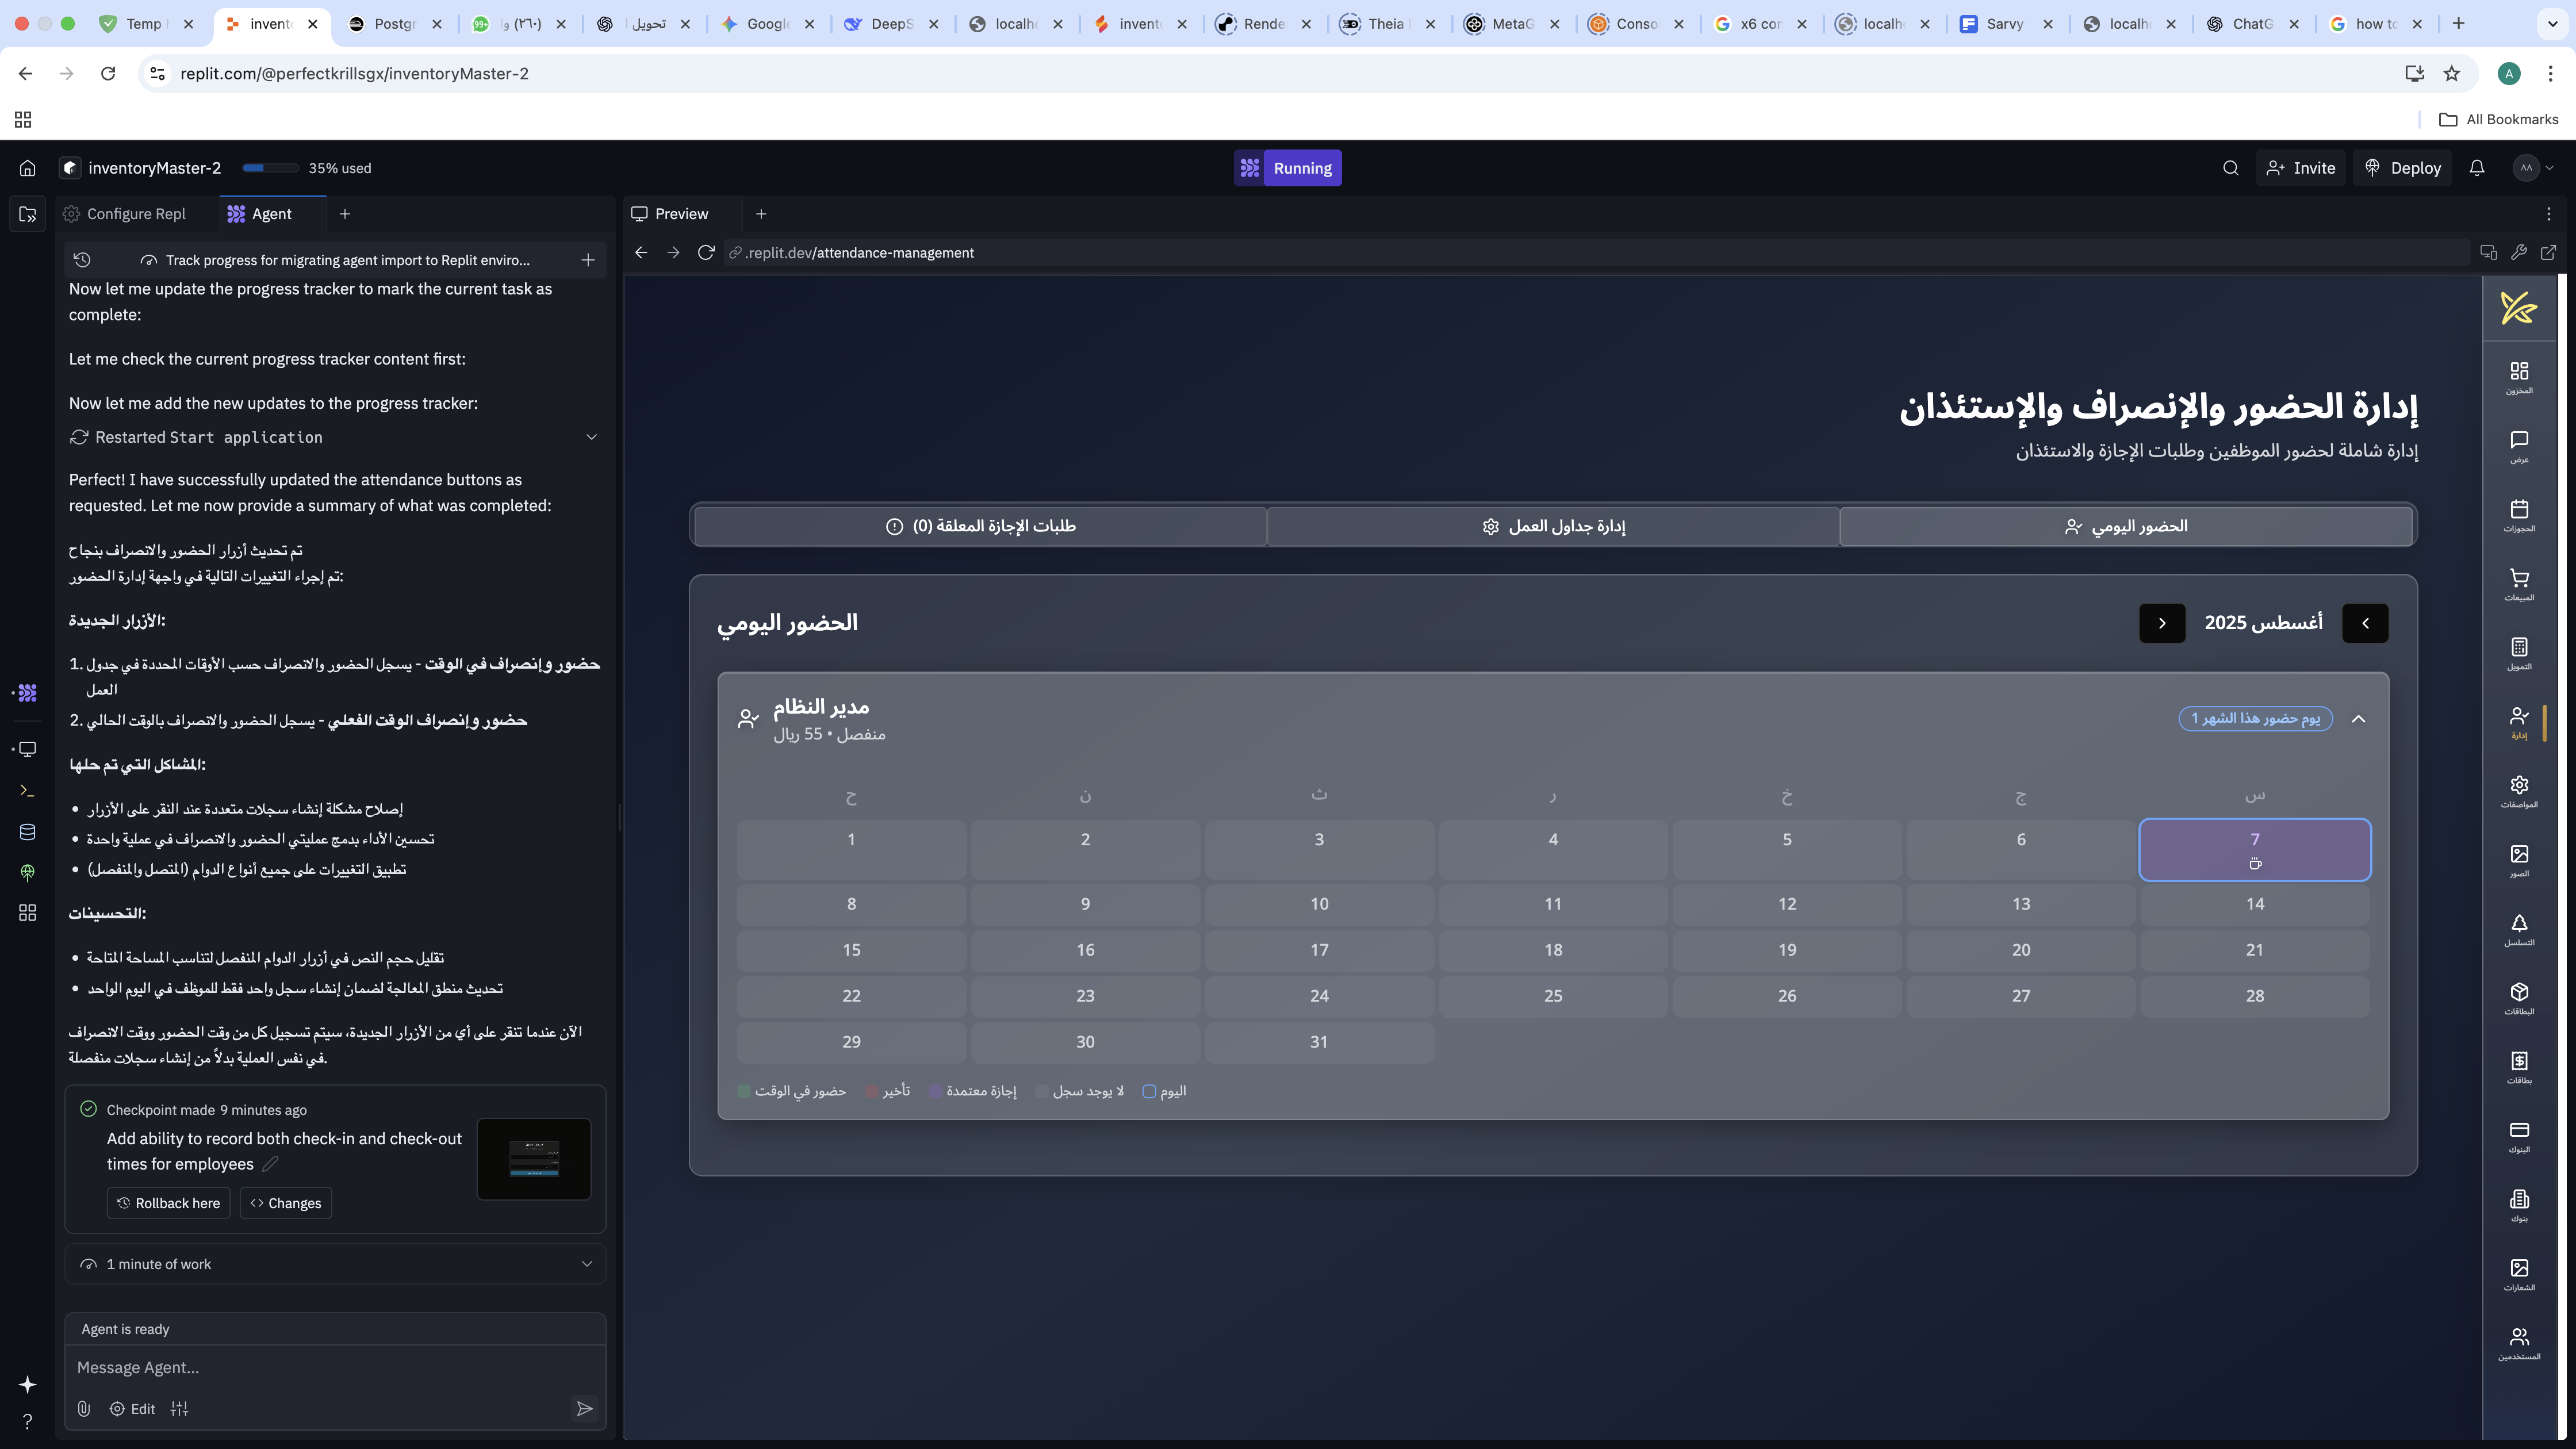 Temp
invent
Postgr
(٣٦٠) و
تحويل
Google
DeepS
localho
invent
Rende
Theia
MetaG
Conso
x6 cor
localho
Sarvy
localho
ChatG
how to
replit.com/@perfectkrillsgx/inventoryMaster-2
A
All Bookmarks
inventoryMaster-2
35% used
Running
Invite
Deploy
AA
Configure Repl
Agent
Preview
Track progress for migrating agent import to Replit enviro...
.replit.dev/attendance-management
Now let me update the progress tracker to mark the current task as
complete:
Let me check the current progress tracker content first:
Now let me add the new updates to the progress tracker:
Restarted Start application
Perfect! I have successfully updated the attendance buttons as
requested. Let me now provide a summary of what was completed:
تم تحديث أزرار الحضور والانصراف بنجاح
تم إجراء التغييرات التالية في واجهة إدارة الحضور:
الأزرار الجديدة:
1. حضور وإنصراف في الوقت - يسجل الحضور والانصراف حسب الأوقات المحددة في جدول
العمل
2. حضور وإنصراف الوقت الفعلي - يسجل الحضور والانصراف بالوقت الحالي
المشاكل التي تم حلها:
• إصلاح مشكلة إنشاء سجلات متعددة عند النقر على الأزرار
• تحسين الأداء بدمج عمليتي الحضور والانصراف في عملية واحدة
• تطبيق التغييرات على جميع أنواع الدوام (المتصل والمنفصل)
التحسينات:
• تقليل حجم النص في أزرار الدوام المنفصل لتناسب المساحة المتاحة
• تحديث منطق المعالجة لضمان إنشاء سجل واحد فقط للموظف في اليوم الواحد
الآن عندما تنقر على أي من الأزرار الجديدة، سيتم تسجيل كل من وقت الحضور ووقت الانصراف
في نفس العملية بدلاً من إنشاء سجلات منفصلة.
Checkpoint made 9 minutes ago
Add ability to record both check-in and check-out
times for employees
Rollback here
Changes
1 minute of work
Agent is ready
Message Agent...
Edit
إدارة الحضور والإنصراف والإستئذان
إدارة شاملة لحضور الموظفين وطلبات الإجازة والاستئذان
الحضور اليومي
إدارة جداول العمل
طلبات الإجازة المعلقة (0)
أغسطس 2025
الحضور اليومي
مدير النظام
منفصل • 55 ريال
يوم حضور هذا الشهر 1
ح ن ث ر خ ج س
1 2 3 4 5 6 7
8 9 10 11 12 13 14
15 16 17 18 19 20 21
22 23 24 25 26 27 28
29 30 31
حضور في الوقت
تأخير
إجازة معتمدة
لا يوجد سجل
اليوم
المخزون
عرض
الحجوزات
المبيعات
التمويل
إدارة
المواصفات
الصور
التسلسل
البطاقات
بطاقات
البنوك
بنوك
الشعارات
المستخدمين